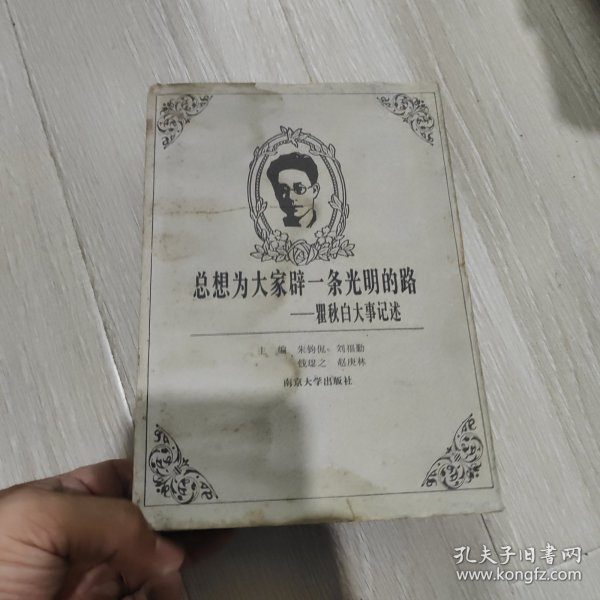 总想为大家辟一条光明的路
——瞿秋白大事记述
主 编 朱钧侃 刘福勤
钱璱之 赵庚林
南京大学出版社
孔夫子旧书网
www.kongfz.com